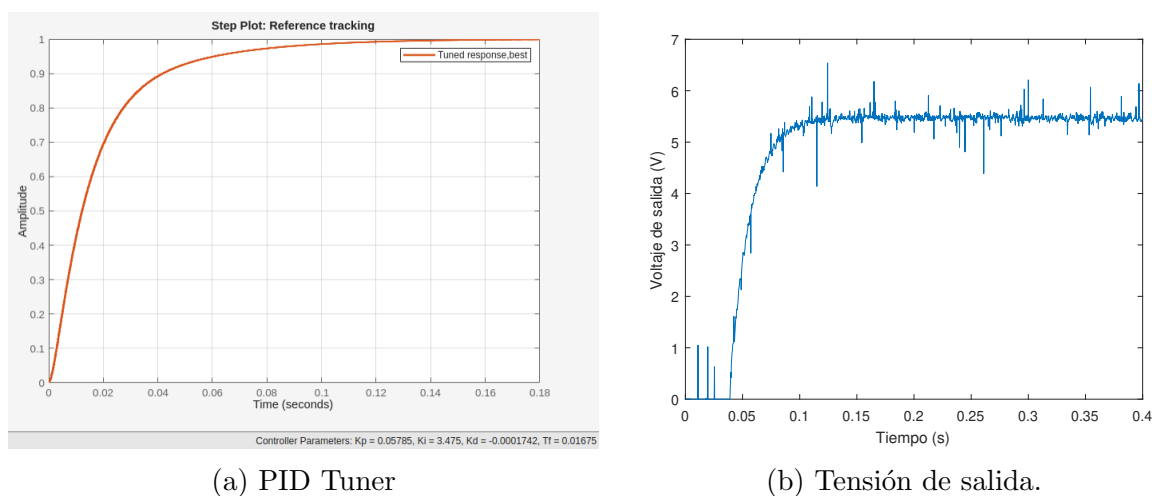 Step Plot: Reference tracking
Tuned response,best
Amplitude
1
0.9
0.8
0.7
0.6
0.5
0.4
0.3
0.2
0.1
0
0 0.02 0.04 0.06 0.08 0.1 0.12 0.14 0.16 0.18
Time (seconds)
Controller Parameters: Kp = 0.05785, Ki = 3.475, Kd = -0.0001742, Tf = 0.01675
(a) PID Tuner
Voltaje de salida (V)
7
6
5
4
3
2
1
0
0 0.05 0.1 0.15 0.2 0.25 0.3 0.35 0.4
Tiempo (s)
(b) Tensión de salida.